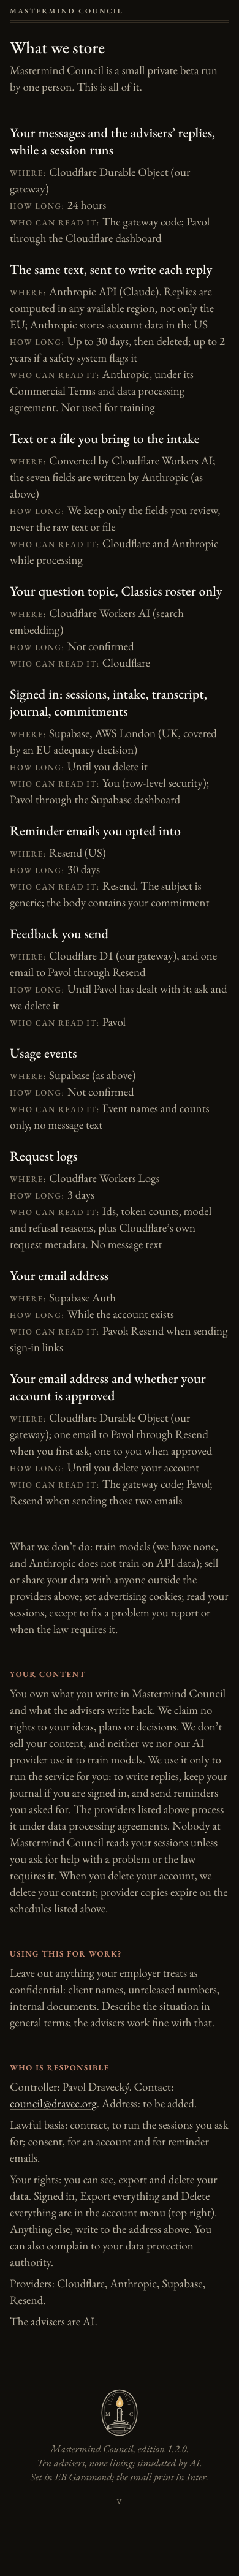 MASTERMIND COUNCIL
What we store
Mastermind Council is a small private beta run
by one person. This is all of it.
Your messages and the advisers’ replies,
while a session runs
WHERE: Cloudflare Durable Object (our
gateway)
HOW LONG: 24 hours
WHO CAN READ IT: The gateway code; Pavol
through the Cloudflare dashboard
The same text, sent to write each reply
WHERE: Anthropic API (Claude). Replies are
computed in any available region, not only the
EU; Anthropic stores account data in the US
HOW LONG: Up to 30 days, then deleted; up to 2
years if a safety system flags it
WHO CAN READ IT: Anthropic, under its
Commercial Terms and data processing
agreement. Not used for training
Text or a file you bring to the intake
WHERE: Converted by Cloudflare Workers AI;
the seven fields are written by Anthropic (as
above)
HOW LONG: We keep only the fields you review,
never the raw text or file
WHO CAN READ IT: Cloudflare and Anthropic
while processing
Your question topic, Classics roster only
WHERE: Cloudflare Workers AI (search
embedding)
HOW LONG: Not confirmed
WHO CAN READ IT: Cloudflare
Signed in: sessions, intake, transcript,
journal, commitments
WHERE: Supabase, AWS London (UK, covered
by an EU adequacy decision)
HOW LONG: Until you delete it
WHO CAN READ IT: You (row-level security);
Pavol through the Supabase dashboard
Reminder emails you opted into
WHERE: Resend (US)
HOW LONG: 30 days
WHO CAN READ IT: Resend. The subject is
generic; the body contains your commitment
Feedback you send
WHERE: Cloudflare D1 (our gateway), and one
email to Pavol through Resend
HOW LONG: Until Pavol has dealt with it; ask and
we delete it
WHO CAN READ IT: Pavol
Usage events
WHERE: Supabase (as above)
HOW LONG: Not confirmed
WHO CAN READ IT: Event names and counts
only, no message text
Request logs
WHERE: Cloudflare Workers Logs
HOW LONG: 3 days
WHO CAN READ IT: Ids, token counts, model
and refusal reasons, plus Cloudflare’s own
request metadata. No message text
Your email address
WHERE: Supabase Auth
HOW LONG: While the account exists
WHO CAN READ IT: Pavol; Resend when sending
sign-in links
Your email address and whether your
account is approved
WHERE: Cloudflare Durable Object (our
gateway); one email to Pavol through Resend
when you first ask, one to you when approved
HOW LONG: Until you delete your account
WHO CAN READ IT: The gateway code; Pavol;
Resend when sending those two emails
What we don’t do: train models (we have none,
and Anthropic does not train on API data); sell
or share your data with anyone outside the
providers above; set advertising cookies; read your
sessions, except to fix a problem you report or
when the law requires it.
YOUR CONTENT
You own what you write in Mastermind Council
and what the advisers write back. We claim no
rights to your ideas, plans or decisions. We don’t
sell your content, and neither we nor our AI
provider use it to train models. We use it only to
run the service for you: to write replies, keep your
journal if you are signed in, and send reminders
you asked for. The providers listed above process
it under data processing agreements. Nobody at
Mastermind Council reads your sessions unless
you ask for help with a problem or the law
requires it. When you delete your account, we
delete your content; provider copies expire on the
schedules listed above.
USING THIS FOR WORK?
Leave out anything your employer treats as
confidential: client names, unreleased numbers,
internal documents. Describe the situation in
general terms; the advisers work fine with that.
WHO IS RESPONSIBLE
Controller: Pavol Dravecký. Contact:
council@dravec.org. Address: to be added.
Lawful basis: contract, to run the sessions you ask
for; consent, for an account and for reminder
emails.
Your rights: you can see, export and delete your
data. Signed in, Export everything and Delete
everything are in the account menu (top right).
Anything else, write to the address above. You
can also complain to your data protection
authority.
Providers: Cloudflare, Anthropic, Supabase,
Resend.
The advisers are AI.
M C
Mastermind Council, edition 1.2.0.
Ten advisers, none living; simulated by AI.
Set in EB Garamond; the small print in Inter.
V